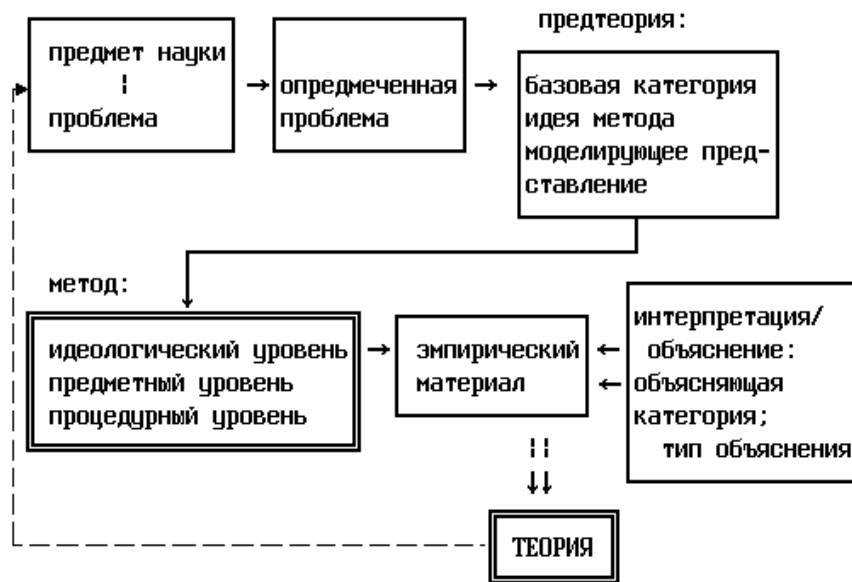 предмет науки
проблема
опредмеченная
проблема
предтеория:
базовая категория
идея метода
моделирующее пред-
ставление
метод:
идеологический уровень
предметный уровень
процедурный уровень
эмпирический
материал
интерпретация/
объяснение:
объясняющая
категория;
тип объяснения
ТЕОРИЯ